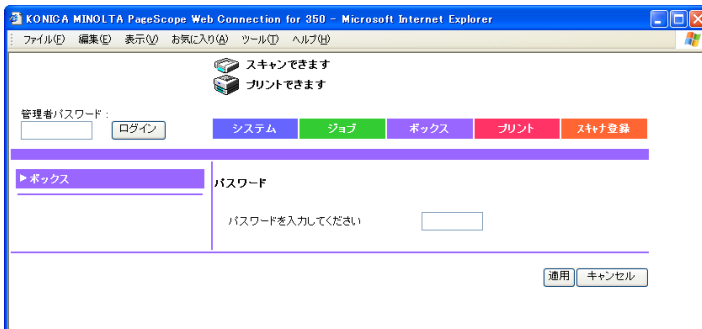 KONICA MINOLTA PageScope Web Connection for 350 - Microsoft Internet Explorer
ファイル(F) 編集(E) 表示(V) お気に入り(A) ツール(T) ヘルプ(H)
スキャンできます
プリントできます
管理者パスワード :
ログイン
システム ジョブ ボックス プリント スキャナ登録
ボックス
パスワード
パスワードを入力してください
適用 キャンセル